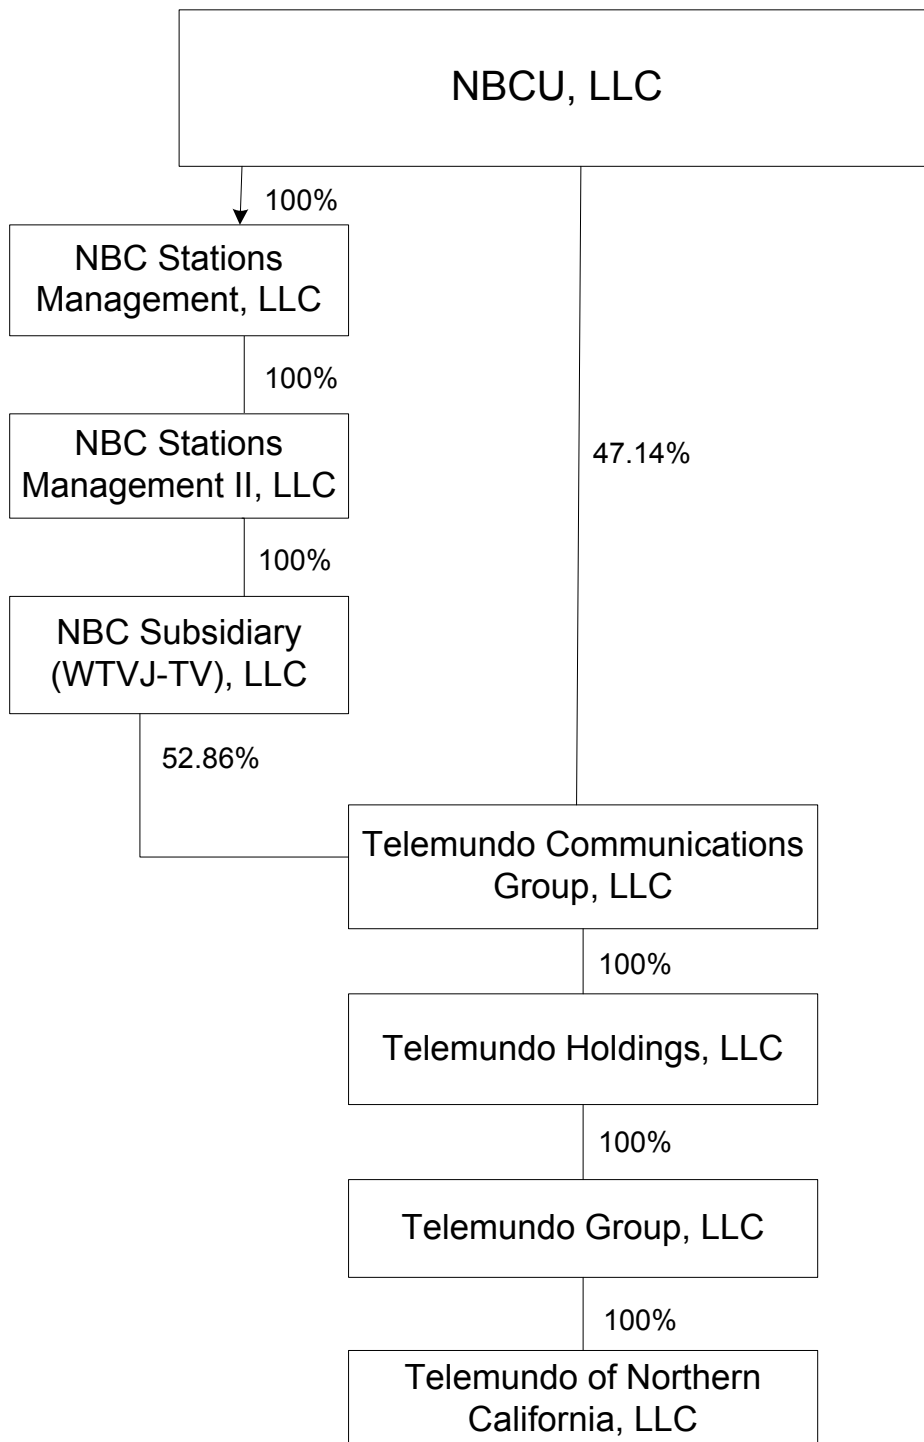 NBCU, LLC
100%
NBC Stations
Management, LLC
100%
NBC Stations
Management II, LLC
47.14%
100%
NBC Subsidiary
(WTVJ-TV), LLC
52.86%
Telemundo Communications
Group, LLC
100%
Telemundo Holdings, LLC
100%
Telemundo Group, LLC
100%
Telemundo of Northern
California, LLC